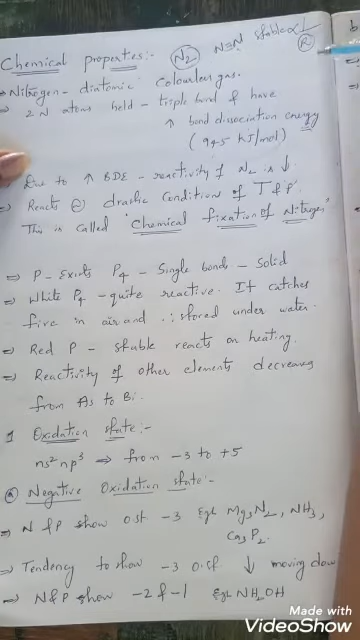 Chemical properties:- N₂ N≡N stable ∝ 1/R
⇒ Nitrogen - diatomic Colourless gas.
⇒ 2 N atoms held - triple bond & have
↑ bond dissociation energy
(945 kJ/mol)
Due to ↑ BDE - reactivity of N₂ is ↓.
⇒ Reacts @ drastic condition of T & P.
This is called 'Chemical fixation of Nitrogen'
⇒ P - Exists P₄ - Single bonds - Solid
⇒ White P₄ - quite reactive. It catches
fire in air and ∴ stored under water.
⇒ Red P - stable reacts on heating.
⇒ Reactivity of other elements decreases
from As to Bi.
1 Oxidation state:-
ns²np³ ⇒ from -3 to +5
ⓐ Negative Oxidation state:-
⇒ N & P show o.st -3 Eg: Mg₃N₂, NH₃,
Ca₃P₂.
⇒ Tendency to show -3 o.st ↓ moving down
⇒ N & P show -2 & -1 Eg: NH₂OH
Made with
VideoShow